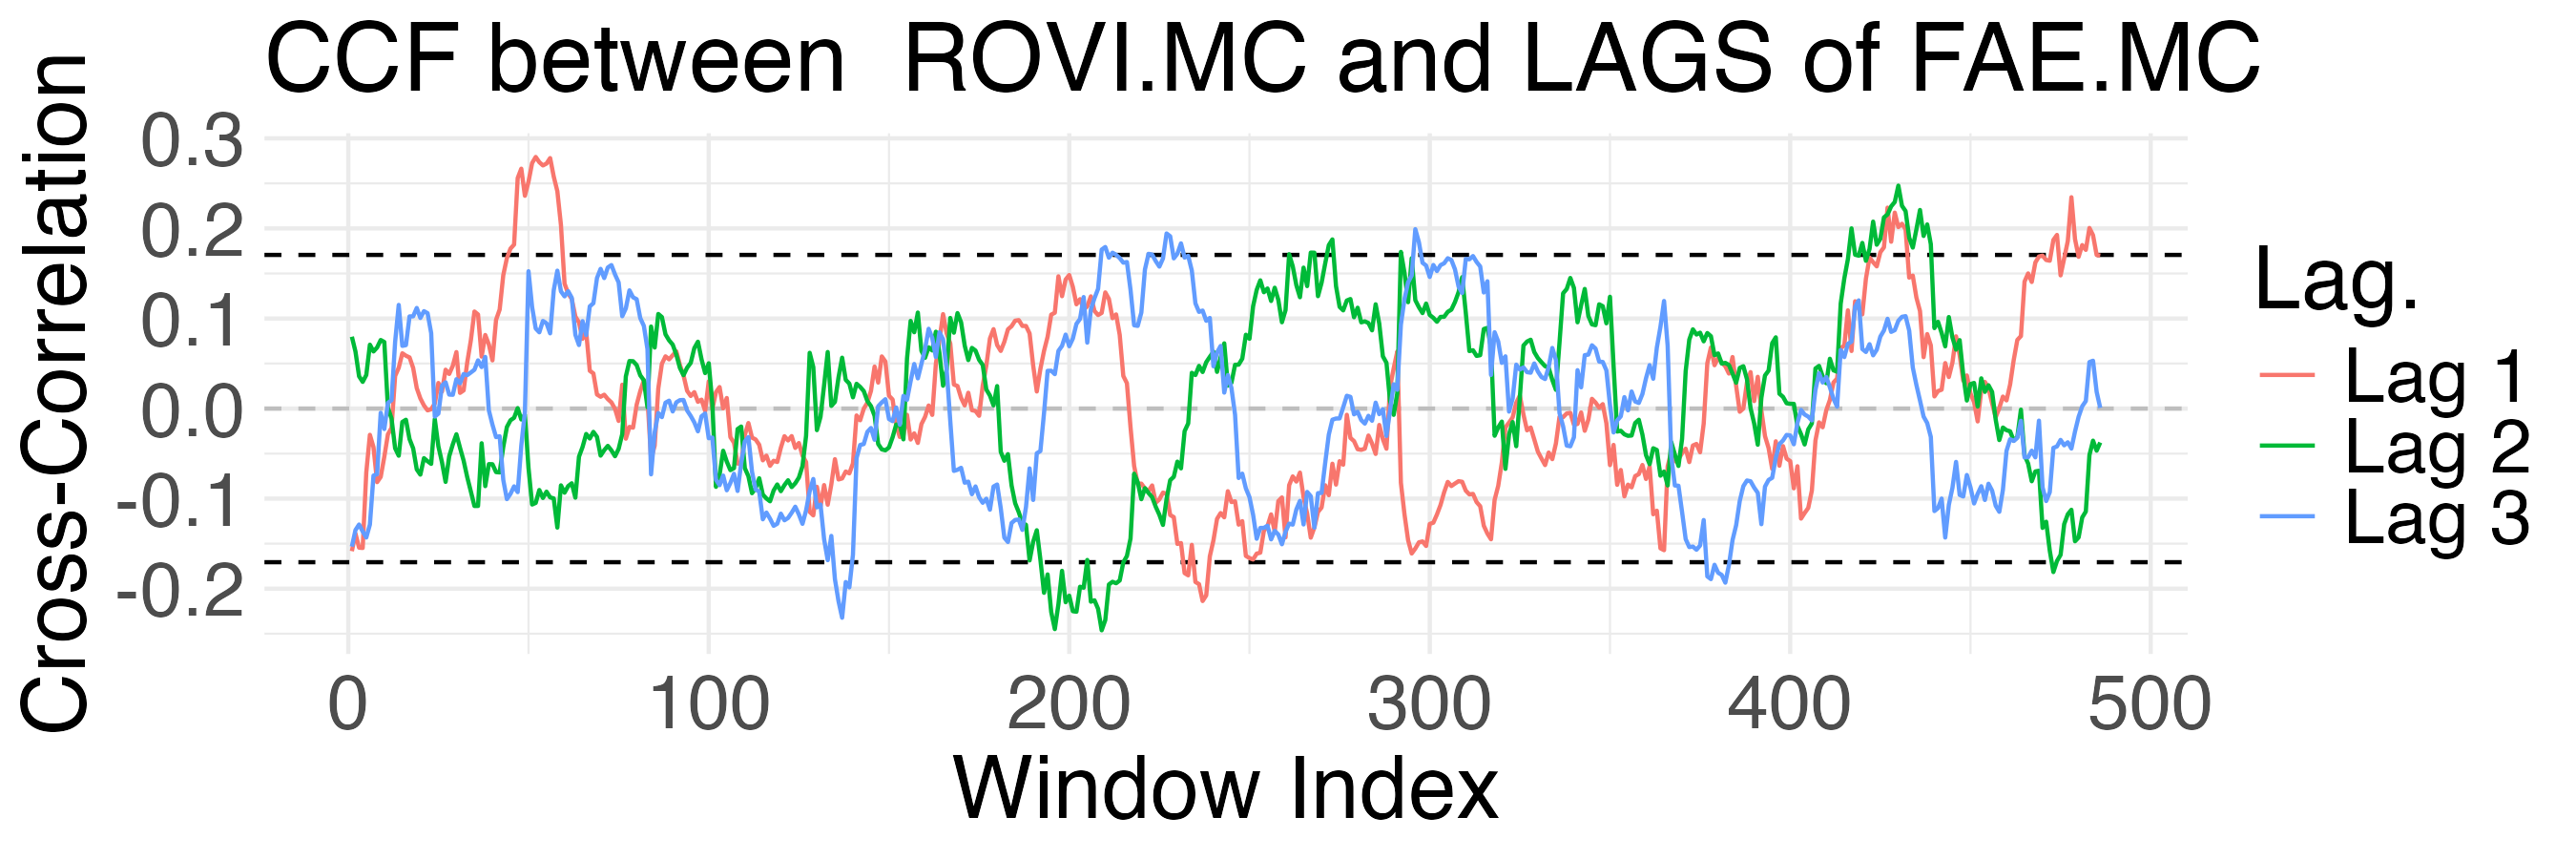 CCF between  ROVI.MC and LAGS of FAE.MC
Cross-Correlation
0.3
0.2
0.1
0.0
-0.1
-0.2
0 100 200 300 400 500
Window Index
Lag.
Lag 1
Lag 2
Lag 3